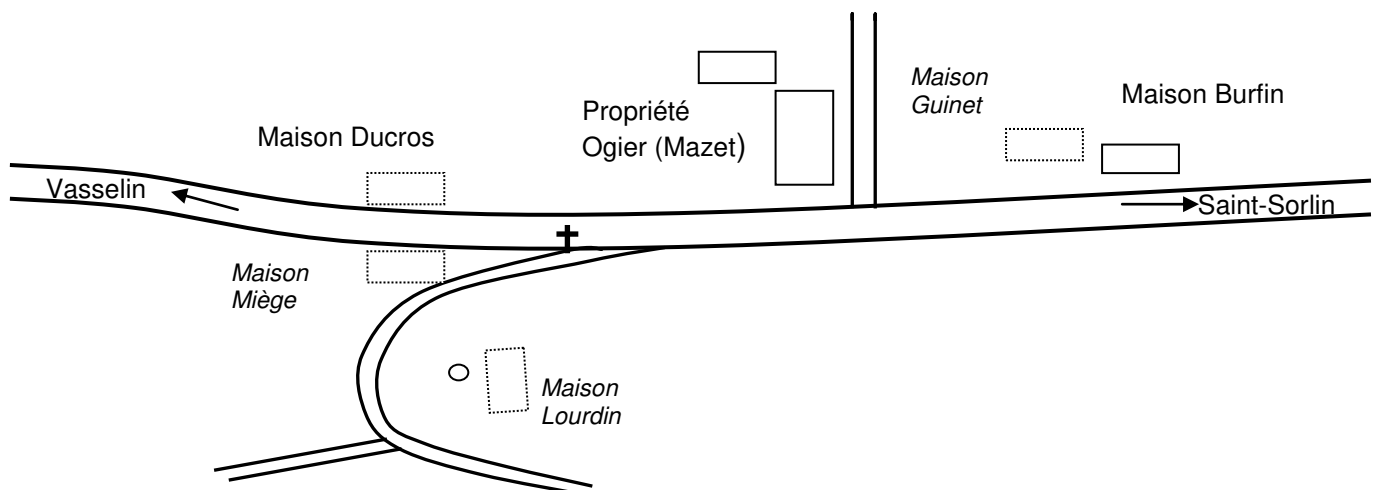 Maison
Guinet
Maison Burfin
Propriété
Ogier (Mazet)
Maison Ducros
Vasselin
Saint-Sorlin
Maison
Miège
Maison
Lourdin